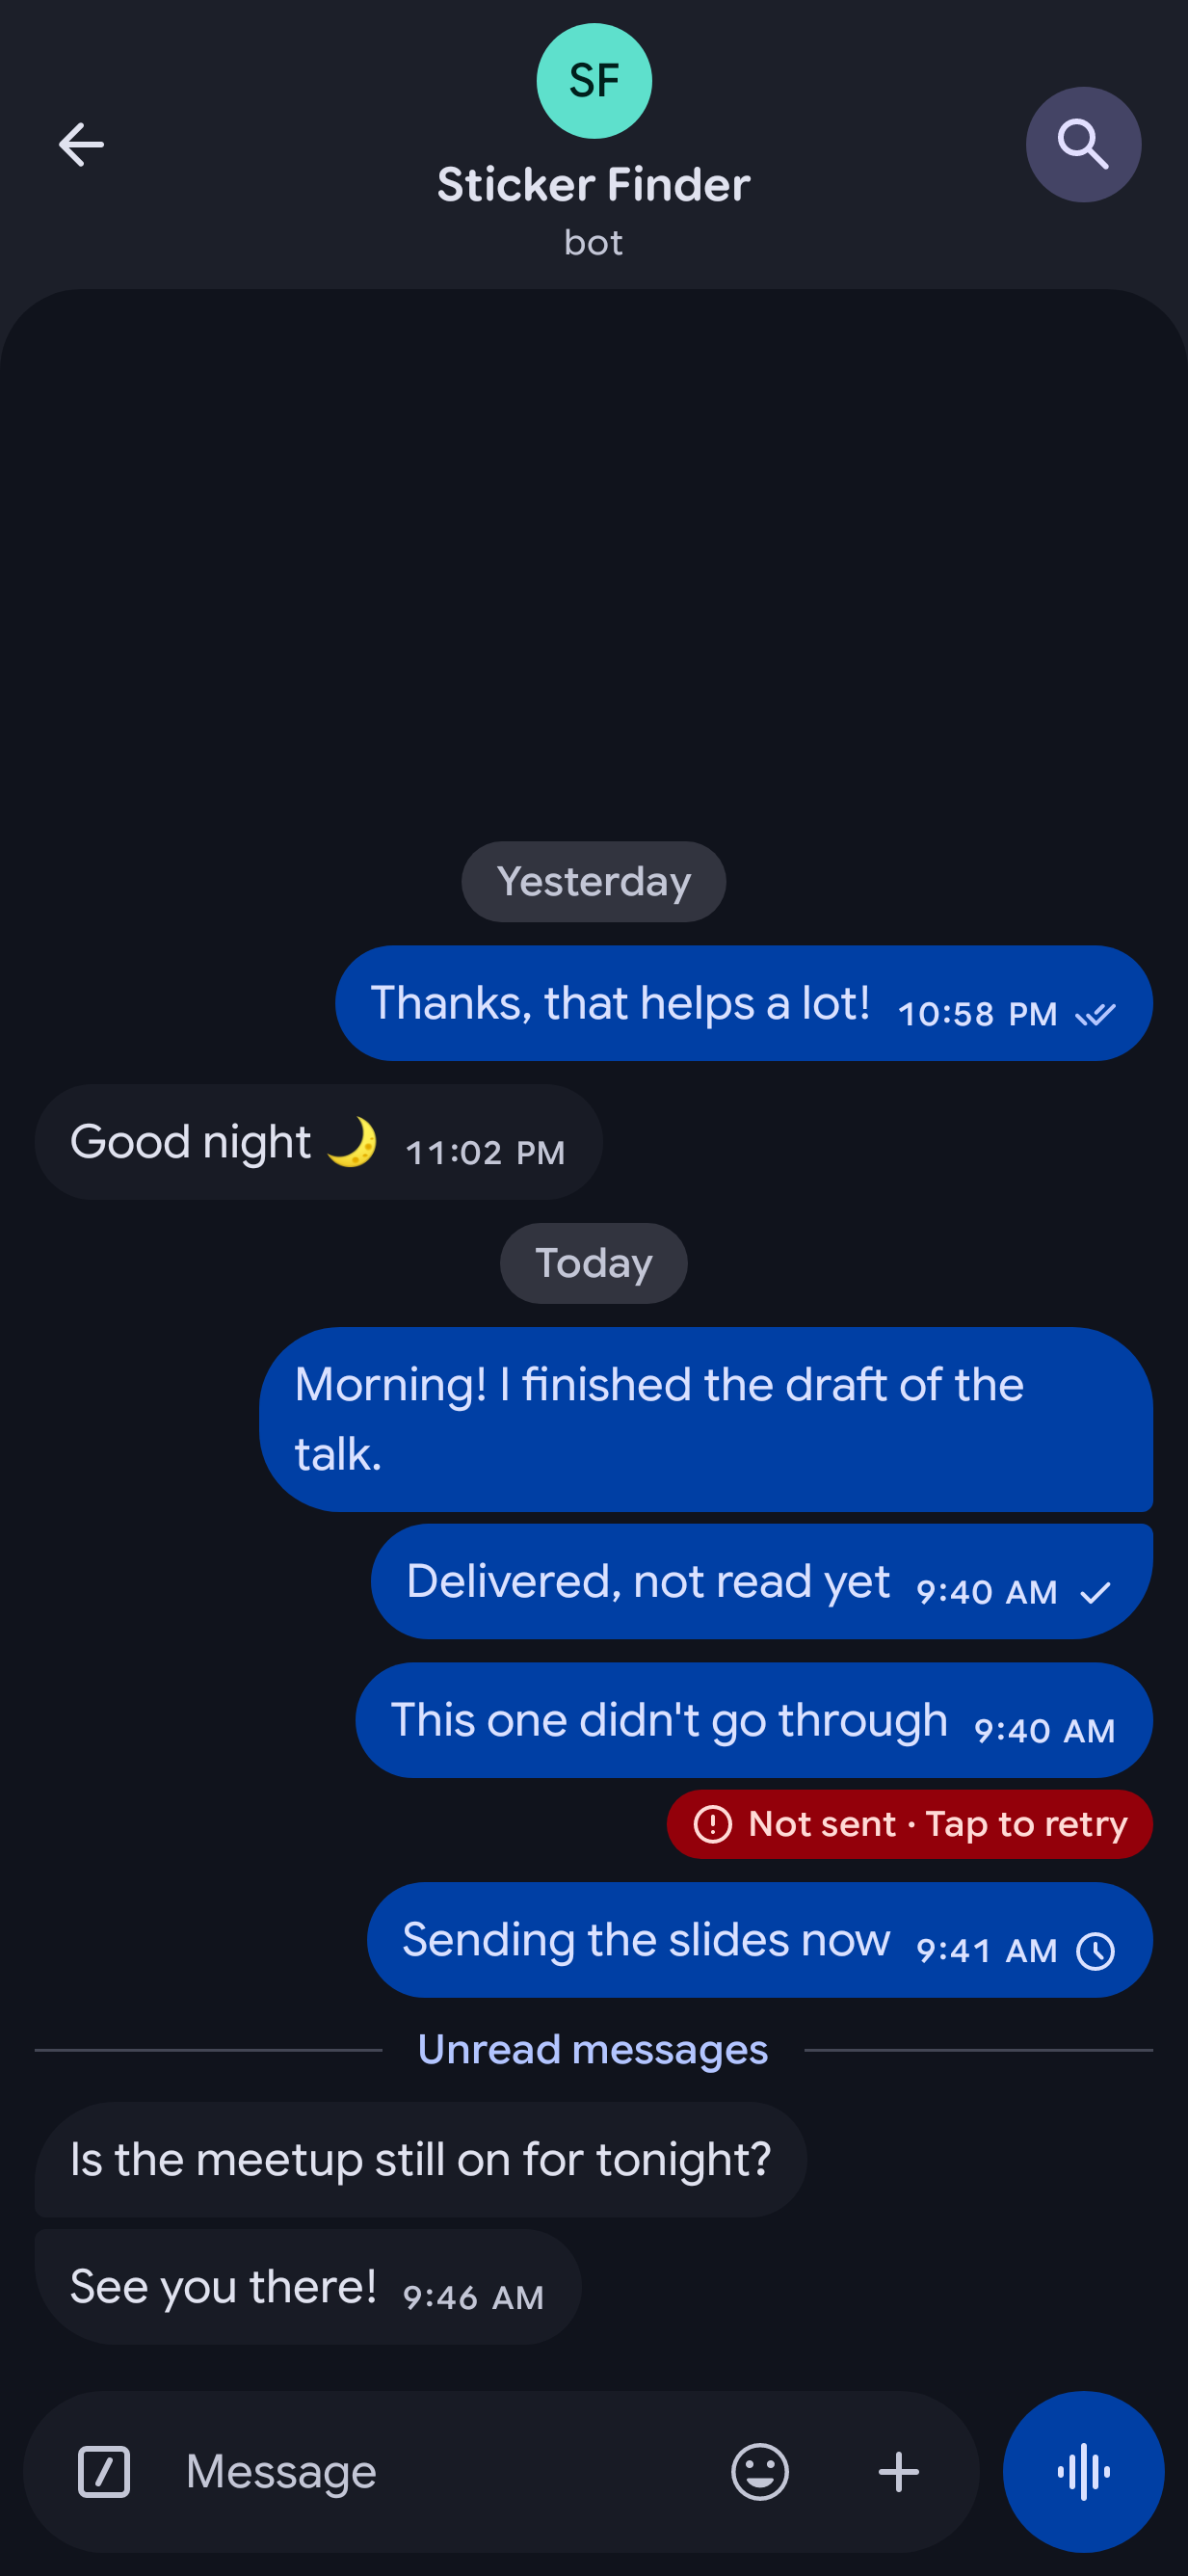 SF
Sticker Finder
bot
Yesterday
Thanks, that helps a lot! 10:58 PM
Good night 🌙 11:02 PM
Today
Morning! I finished the draft of the
talk.
Delivered, not read yet 9:40 AM
This one didn't go through 9:40 AM
Not sent · Tap to retry
Sending the slides now 9:41 AM
Unread messages
Is the meetup still on for tonight?
See you there! 9:46 AM
Message